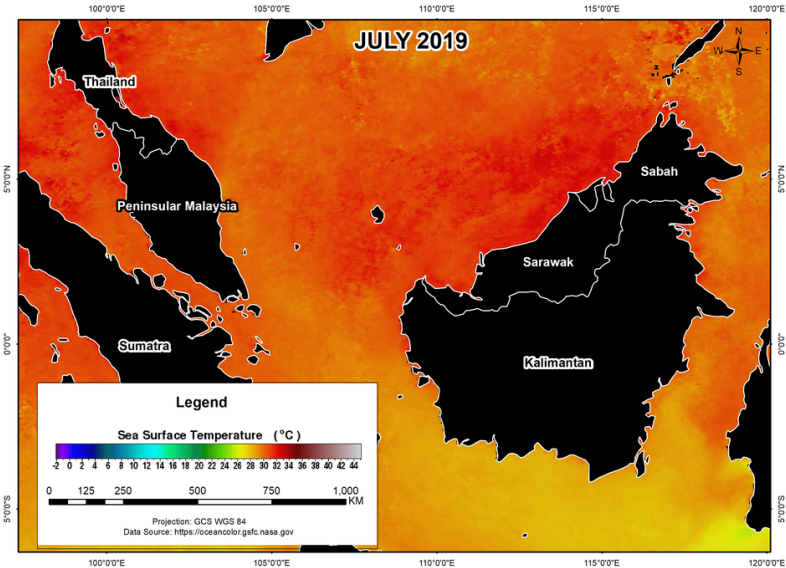 100°0'0"E 105°0'0"E 110°0'0"E 115°0'0"E 120°0'0"E
JULY 2019
N
W E
S
Thailand
5°0'0"N 5°0'0"N
Sabah
Peninsular Malaysia
Sarawak
0°0'0" 0°0'0"
Sumatra
Kalimantan
Legend
Sea Surface Temperature (°C)
-2 0 2 4 6 8 10 12 14 16 18 20 22 24 26 28 30 32 34 36 38 40 42 44
0 125 250 500 750 1,000
KM
5°0'0"S 5°0'0"S
Projection: GCS WGS 84
Data Source: https://oceancolor.gsfc.nasa.gov
100°0'0"E 105°0'0"E 110°0'0"E 115°0'0"E 120°0'0"E